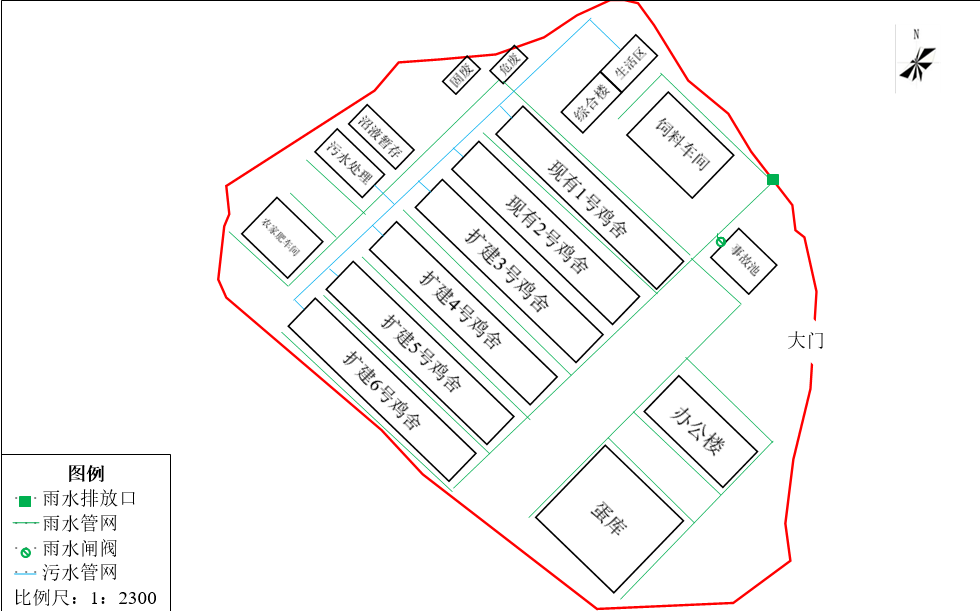 N
生活区
危废
固废
综合楼
饲料车间
沼液暂存
污水处理
现有1号鸡舍
现有2号鸡舍
农家肥车间
扩建3号鸡舍
事故池
扩建4号鸡舍
大门
扩建5号鸡舍
扩建6号鸡舍
办公楼
蛋库
图例
雨水排放口
雨水管网
雨水闸阀
污水管网
比例尺：1：2300